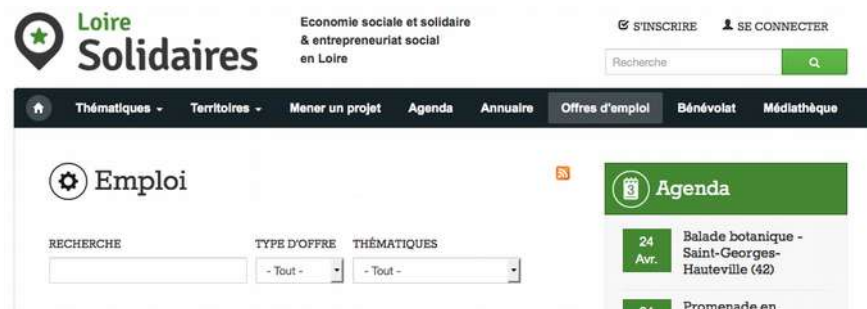 Loire
Solidaires
Economie sociale et solidaire
& entrepreneuriat social
en Loire
S'INSCRIRE
SE CONNECTER
Recherche
Thématiques
Territoires
Mener un projet
Agenda
Annuaire
Offres d'emploi
Bénévolat
Médiathèque
Emploi
RECHERCHE
TYPE D'OFFRE
THÉMATIQUES
- Tout -
- Tout -
3
Agenda
24
Avr.
Balade botanique -
Saint-Georges-
Hauteville (42)
Promenade en